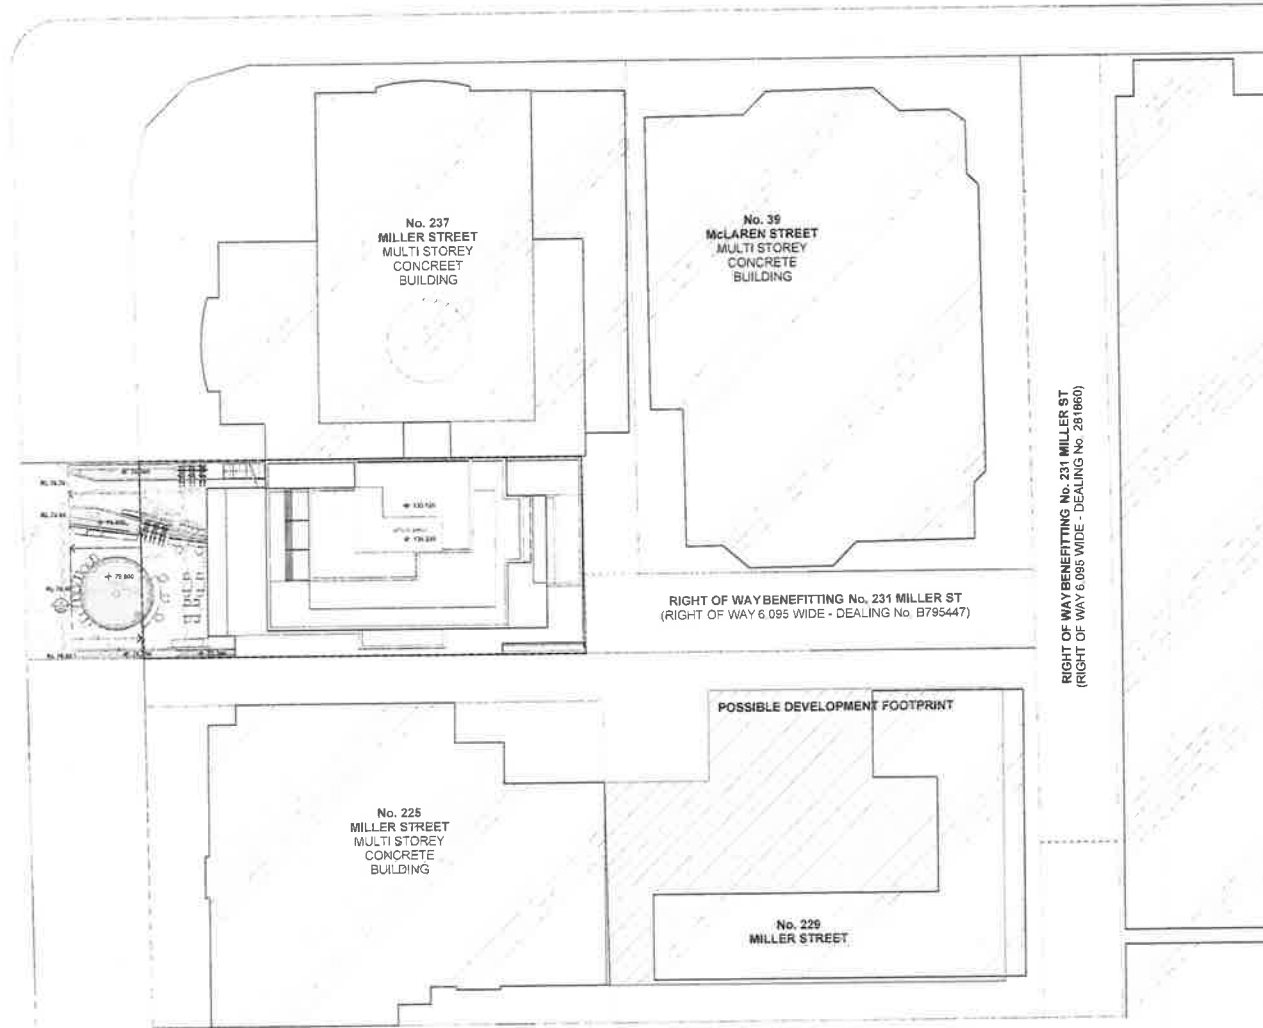 No. 237
MILLER STREET
MULTI STOREY
CONCREET
BUILDING
No. 39
McLAREN STREET
MULTI STOREY
CONCRETE
BUILDING
RIGHT OF WAY BENEFITTING No. 231 MILLER ST
(RIGHT OF WAY 6.095 WIDE - DEALING No. 281860)
RIGHT OF WAY BENEFITTING No. 231 MILLER ST
(RIGHT OF WAY 6.095 WIDE - DEALING No. B795447)
POSSIBLE DEVELOPMENT FOOTPRINT
No. 225
MILLER STREET
MULTI STOREY
CONCRETE
BUILDING
No. 229
MILLER STREET